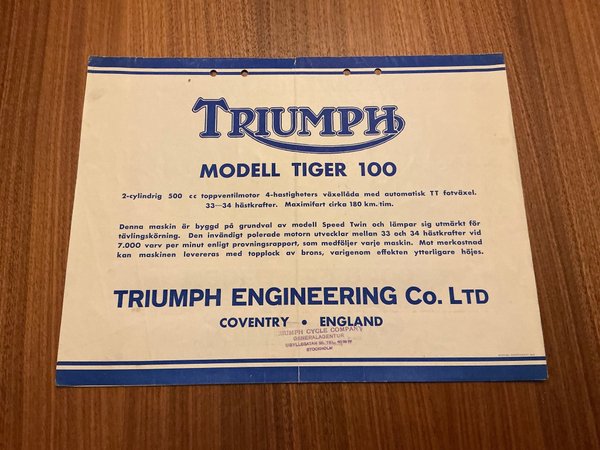 TRIUMPH
MODELL TIGER 100
2-cylindrig 500 cc toppventilmotor 4-hastigheters växellåda med automatisk TT fotväxel.
33—34 hästkrafter. Maximifart cirka 180 km. tim.
Denna maskin är byggd på grundval av modell Speed Twin och lämpar sig utmärkt för
tävlingskörning. Den invändigt polerade motorn utvecklar mellan 33 och 34 hästkrafter vid
7.000 varv per minut enligt provningsrapport, som medföljer varje maskin. Mot merkostnad
kan maskinen levereras med topplock av brons, varigenom effekten ytterligare höjes.
TRIUMPH ENGINEERING Co. LTD
COVENTRY • ENGLAND
TRIUMPH CYCLE COMPANY
GENERALAGENTUR
STOCKHOLM